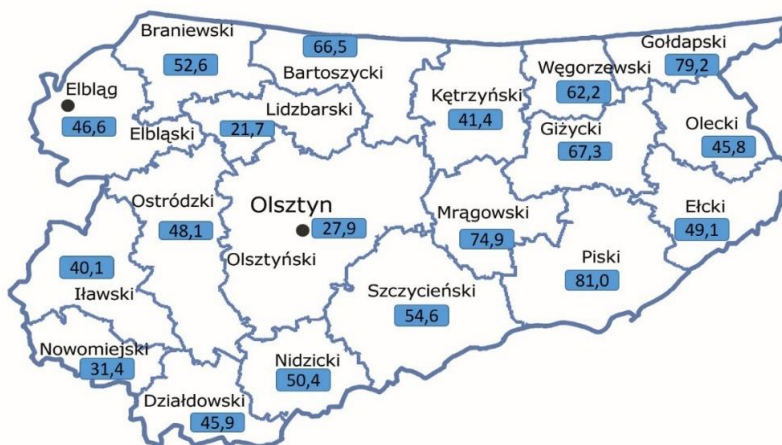 Braniewski
52,6
66,5
Bartoszycki
Gołdapski
79,2
Węgorzewski
62,2
Elbląg
46,6
Elbląski
Lidzbarski
21,7
Kętrzyński
41,4
Giżycki
67,3
Olecki
45,8
Ostródzki
48,1
Olsztyn
27,9
Olsztyński
Mrągowski
74,9
Ełcki
49,1
40,1
Iławski
Szczycieński
54,6
Piski
81,0
Nowomiejski
31,4
Nidzicki
50,4
Działdowski
45,9